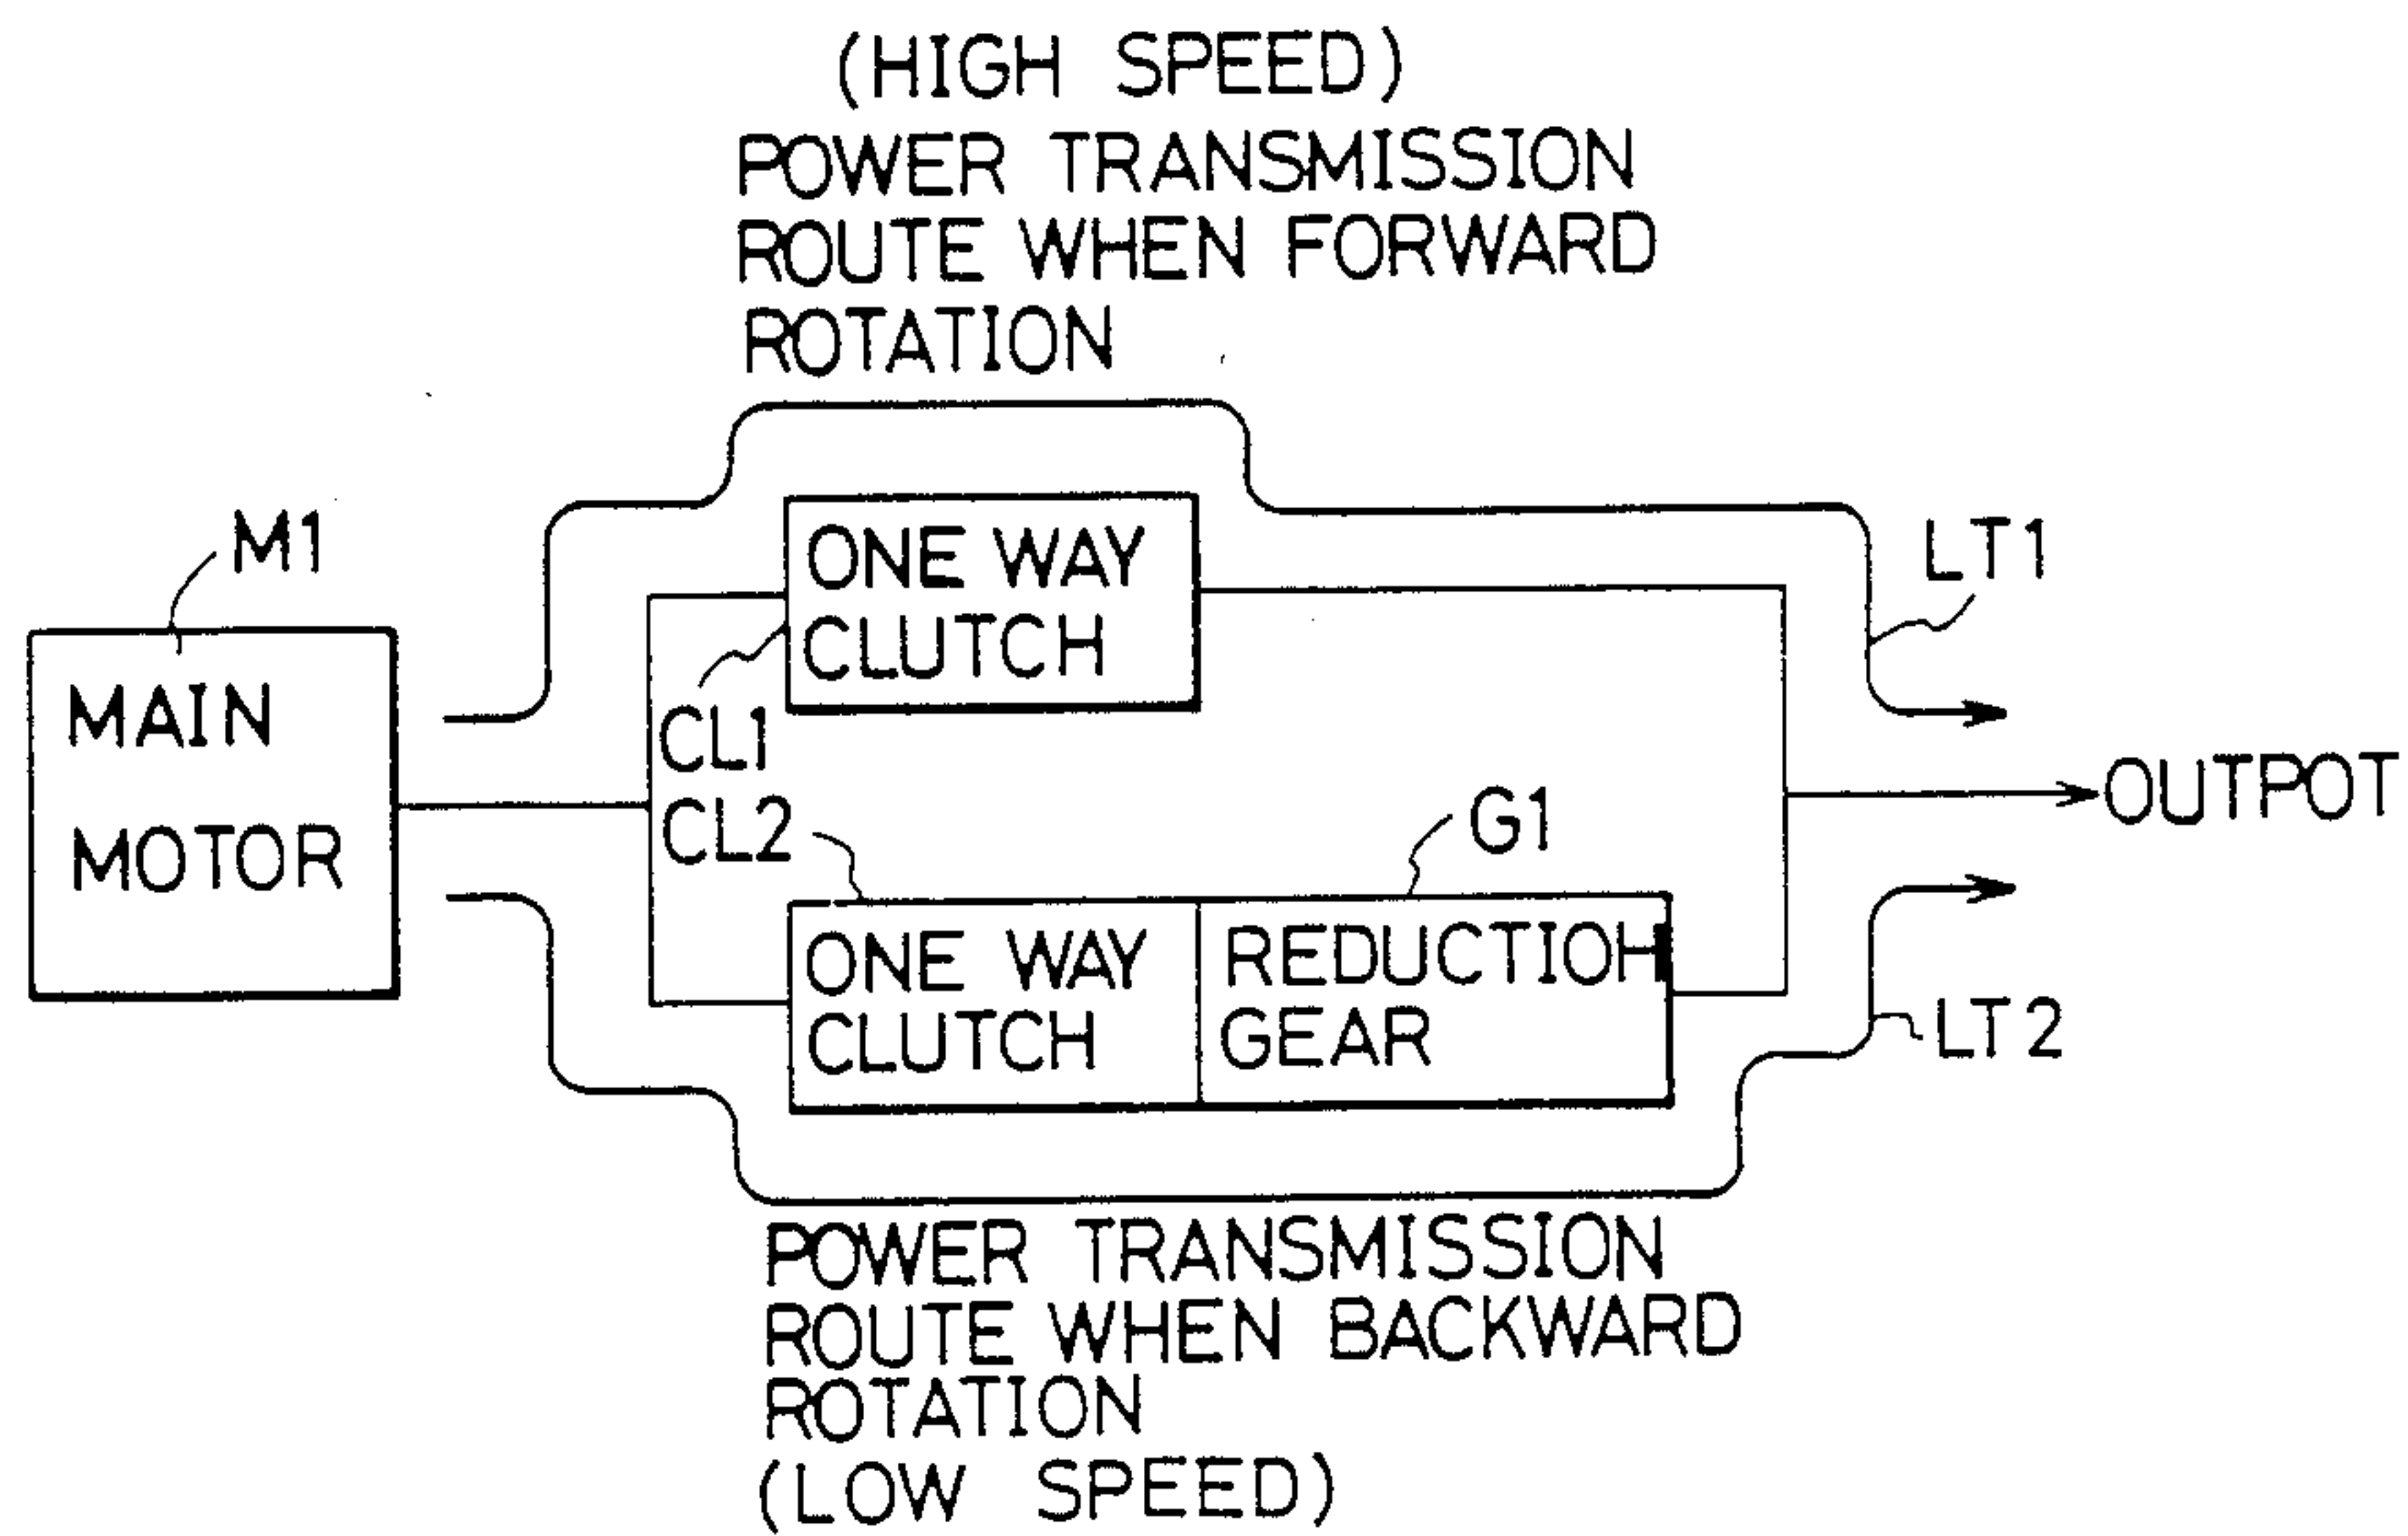 (HIGH SPEED)
POWER TRANSMISSION
ROUTE WHEN FORWARD
ROTATION
M1
LT1
ONE WAY
CLUTCH
MAIN
MOTOR
CL1
CL2
G1
OUTPOT
ONE WAY
CLUTCH
REDUCTIOH
GEAR
LT2
POWER TRANSMISSION
ROUTE WHEN BACKWARD
ROTATION
(LOW SPEED)